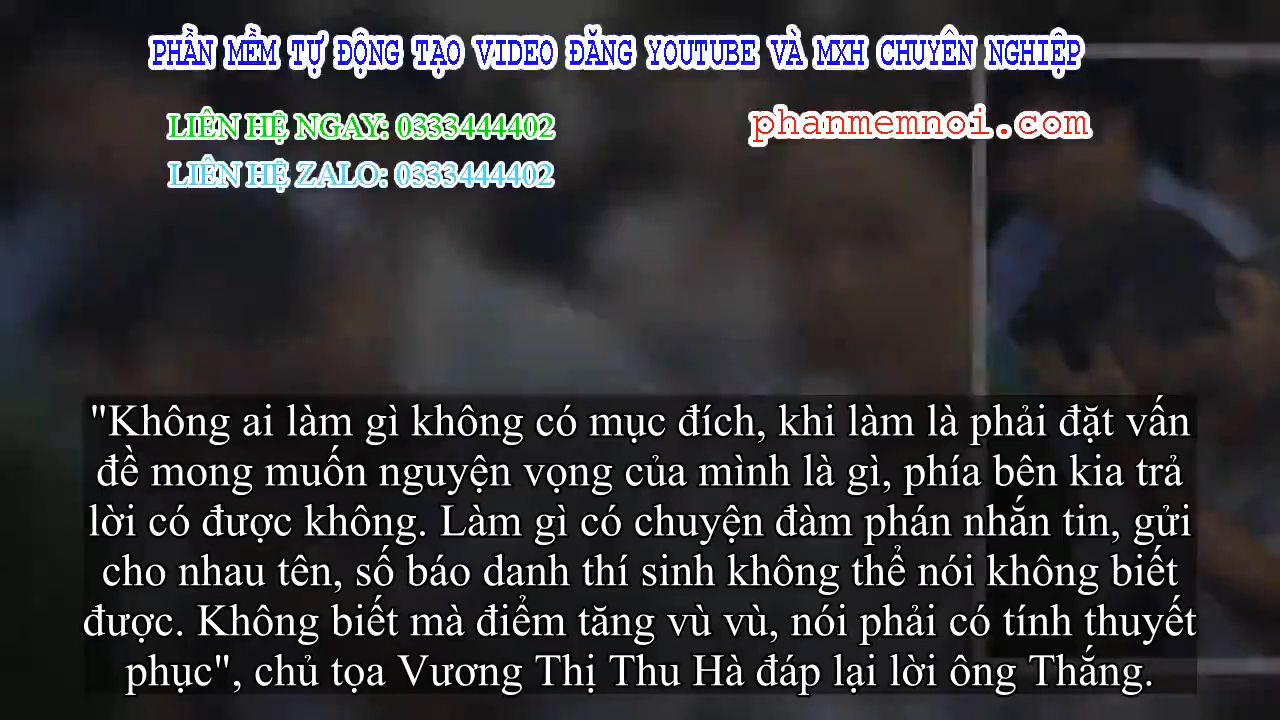 PHẦN MỀM TỰ ĐỘNG TẠO VIDEO ĐĂNG YOUTUBE VÀ MXH CHUYÊN NGHIỆP
LIÊN HỆ NGAY: 0333444402
phanmemnoi.com
LIÊN HỆ ZALO: 0333444402
"Không ai làm gì không có mục đích, khi làm là phải đặt vấn
đề mong muốn nguyện vọng của mình là gì, phía bên kia trả
lời có được không. Làm gì có chuyện đàm phán nhắn tin, gửi
cho nhau tên, số báo danh thí sinh không thể nói không biết
được. Không biết mà điểm tăng vù vù, nói phải có tính thuyết
phục", chủ tọa Vương Thị Thu Hà đáp lại lời ông Thắng.